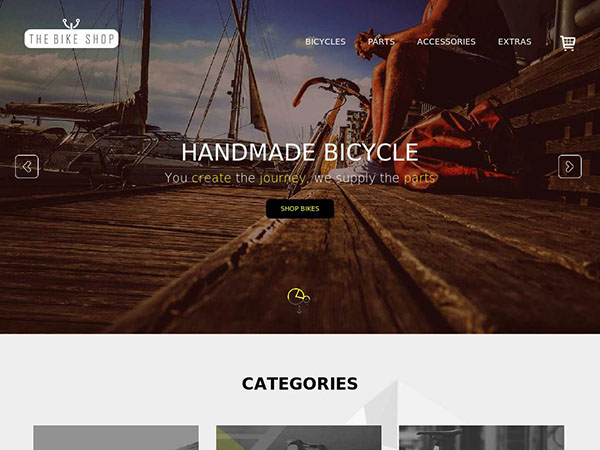 THE BIKE SHOP
BICYCLES PARTS ACCESSORIES EXTRAS
HANDMADE BICYCLE
You create the journey, we supply the parts
SHOP BIKES
CATEGORIES